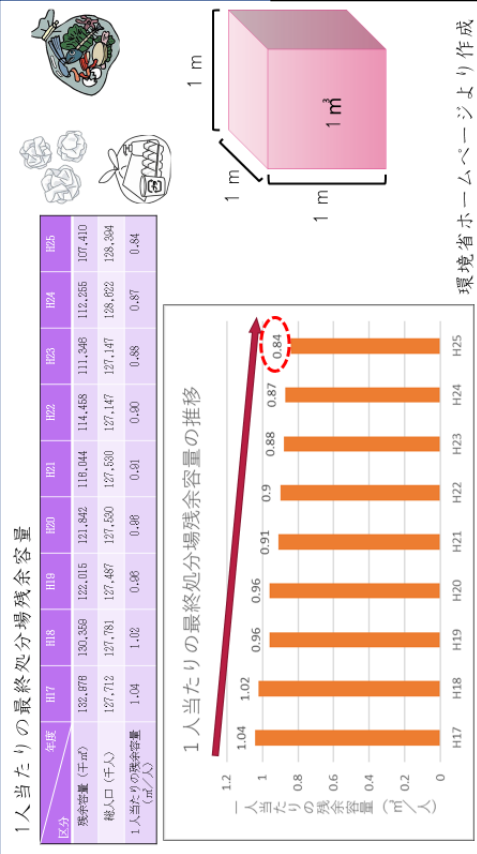 1人当たりの最終処分場残余容量
区分 年度 H17 H18 H19 H20 H21 H22 H23 H24 H25
残余容量(千㎥) 132,976 130,359 122,015 121,842 116,044 114,458 111,346 112,255 107,410
総人口(千人) 127,712 127,781 127,487 127,530 127,530 127,147 127,147 128,622 128,394
1人当たりの残余容量(㎥/人) 1.04 1.02 0.96 0.96 0.91 0.90 0.88 0.87 0.84
1人当たりの最終処分場残余容量の推移
一人当たりの残余容量(㎥/人)
1.2
1
0.8
0.6
0.4
0.2
0
1.04 1.02 0.96 0.96 0.91 0.9 0.88 0.87 0.84
H17 H18 H19 H20 H21 H22 H23 H24 H25
1 m
1 m
1 m
1㎥
環境省ホームページより作成